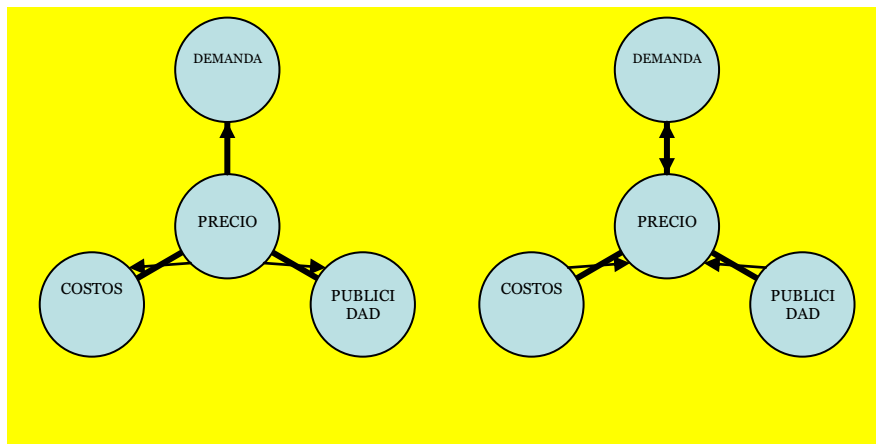 DEMANDA
PRECIO
COSTOS
PUBLICI
DAD
DEMANDA
PRECIO
COSTOS
PUBLICI
DAD